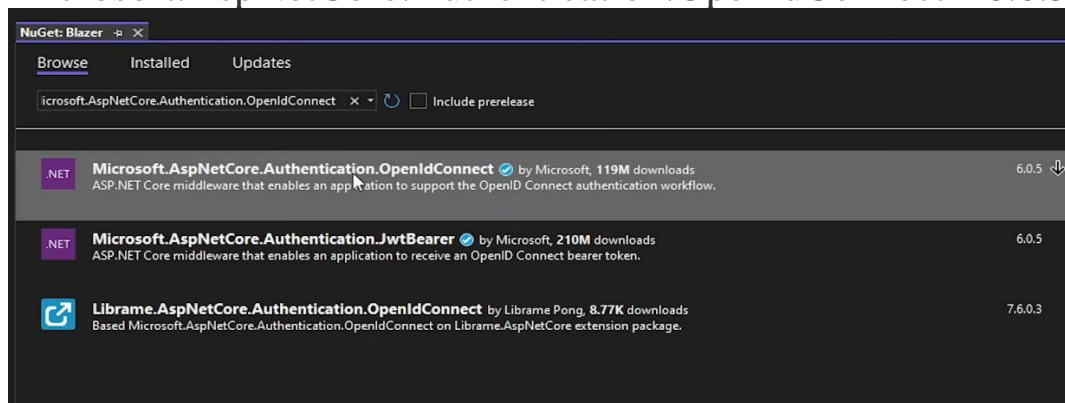 NuGet: Blazer
Browse Installed Updates
icrosoft.AspNetCore.Authentication.OpenIdConnect Include prerelease
.NET Microsoft.AspNetCore.Authentication.OpenIdConnect by Microsoft, 119M downloads 6.0.5
ASP.NET Core middleware that enables an application to support the OpenID Connect authentication workflow.
.NET Microsoft.AspNetCore.Authentication.JwtBearer by Microsoft, 210M downloads 6.0.5
ASP.NET Core middleware that enables an application to receive an OpenID Connect bearer token.
Librame.AspNetCore.Authentication.OpenIdConnect by Librame Pong, 8.77K downloads 7.6.0.3
Based Microsoft.AspNetCore.Authentication.OpenIdConnect on Librame.AspNetCore extension package.